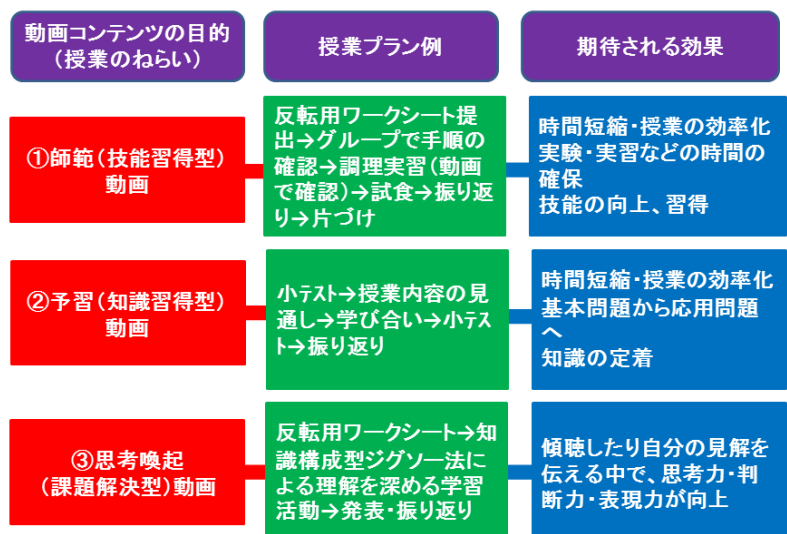 動画コンテンツの目的
(授業のねらい)
授業プラン例
期待される効果
①師範(技能習得型)
動画
反転用ワークシート提
出→グループで手順の
確認→調理実習(動画
で確認)→試食→振り返
り→片づけ
時間短縮・授業の効率化
実験・実習などの時間の
確保
技能の向上、習得
②予習(知識習得型)
動画
小テスト→授業内容の見
通し→学び合い→小テス
ト→振り返り
時間短縮・授業の効率化
基本問題から応用問題
へ
知識の定着
③思考喚起
(課題解決型)動画
反転用ワークシート→知
識構成型ジグソー法に
よる理解を深める学習
活動→発表・振り返り
傾聴したり自分の見解を
伝える中で、思考力・判
断力・表現力が向上